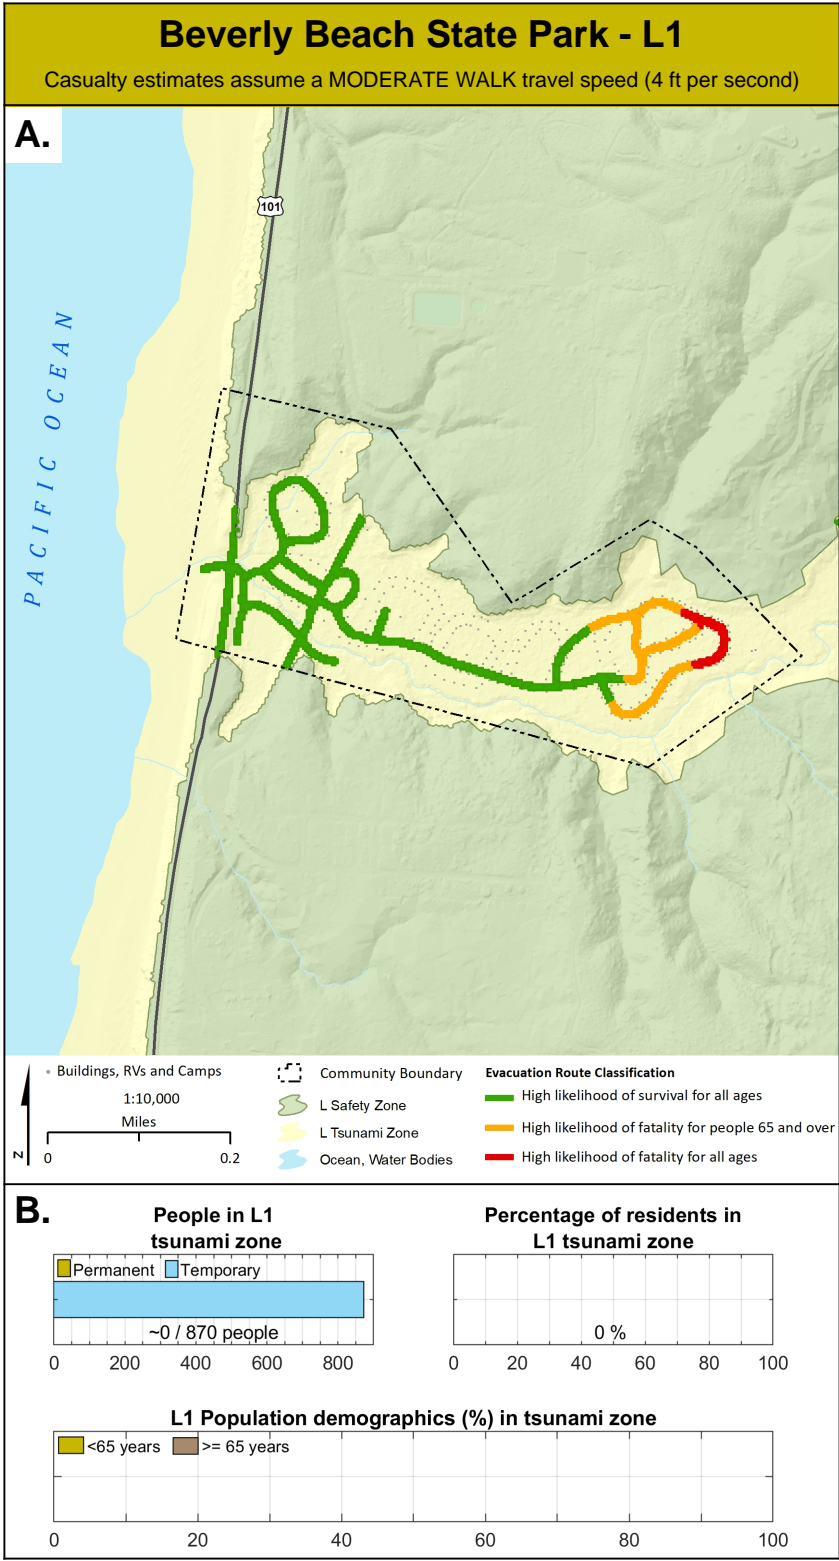 Beverly Beach State Park - L1
Casualty estimates assume a MODERATE WALK travel speed (4 ft per second)
A.
101
PACIFIC OCEAN
Buildings, RVs and Camps
1:10,000
Miles
0 0.2
N
Community Boundary
L Safety Zone
L Tsunami Zone
Ocean, Water Bodies
Evacuation Route Classification
High likelihood of survival for all ages
High likelihood of fatality for people 65 and over
High likelihood of fatality for all ages
B.
People in L1
tsunami zone
Permanent Temporary
~0 / 870 people
0 200 400 600 800
Percentage of residents in
L1 tsunami zone
0 %
0 20 40 60 80 100
L1 Population demographics (%) in tsunami zone
<65 years >= 65 years
0 20 40 60 80 100